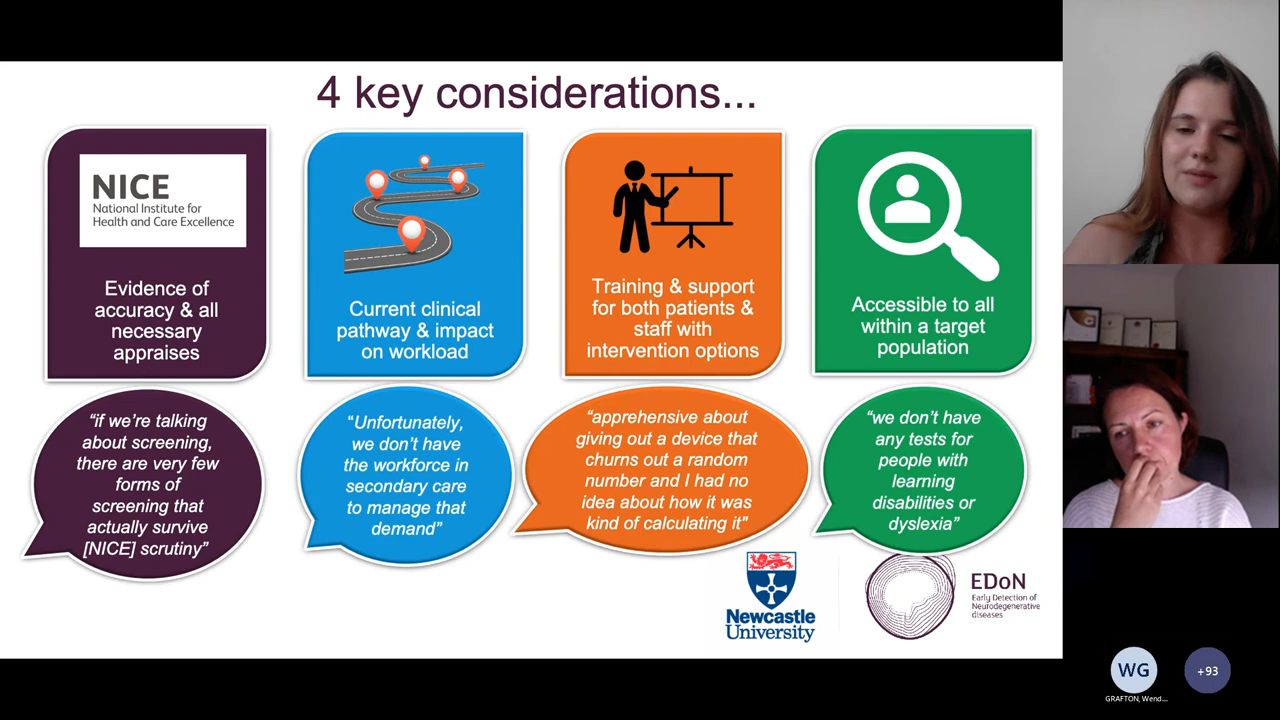 4 key considerations...
NICE
National Institute for
Health and Care Excellence
Evidence of
accuracy & all
necessary
appraises
Current clinical
pathway & impact
on workload
Training & support
for both patients &
staff with
intervention options
Accessible to all
within a target
population
“if we’re talking
about screening,
there are very few
forms of
screening that
actually survive
[NICE] scrutiny”
“Unfortunately,
we don’t have
the workforce in
secondary care
to manage that
demand”
“apprehensive about
giving out a device that
churns out a random
number and I had no
idea about how it was
kind of calculating it”
“we don’t have
any tests for
people with
learning
disabilities or
dyslexia”
Newcastle
University
EDoN
Early Detection of
Neurodegenerative
diseases
WG
GRAFTON, Wend...
+93